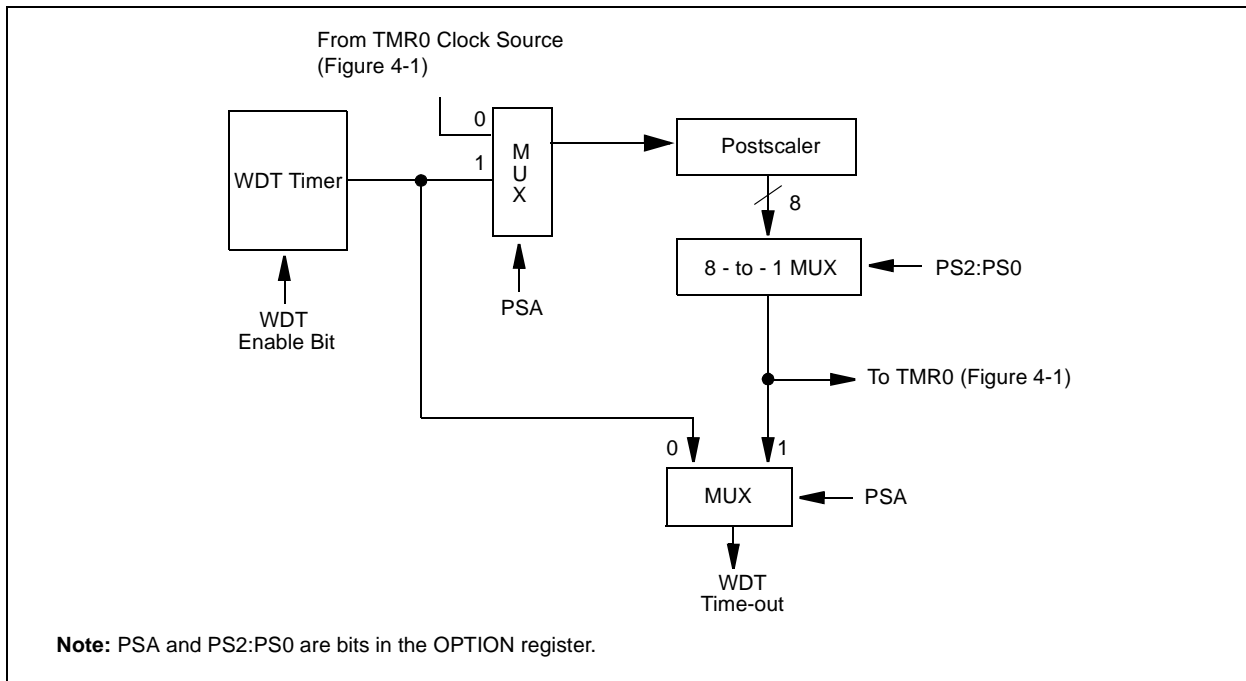 From TMR0 Clock Source
(Figure 4-1)
0
1
M
U
X
WDT Timer
Postscaler
8
8 - to - 1 MUX
PS2:PS0
PSA
WDT
Enable Bit
To TMR0 (Figure 4-1)
0
1
MUX
PSA
WDT
Time-out
Note: PSA and PS2:PS0 are bits in the OPTION register.